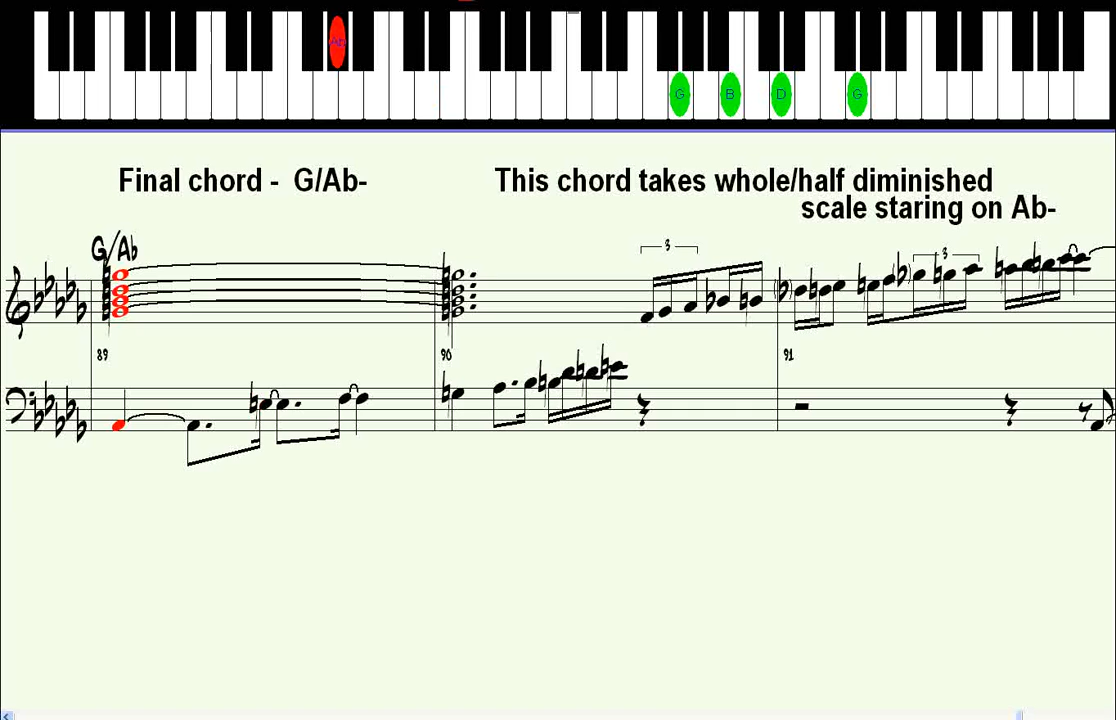 G B D G
Final chord - G/Ab-
This chord takes whole/half diminished
scale staring on Ab-
G/Ab
3
3
89
90
91